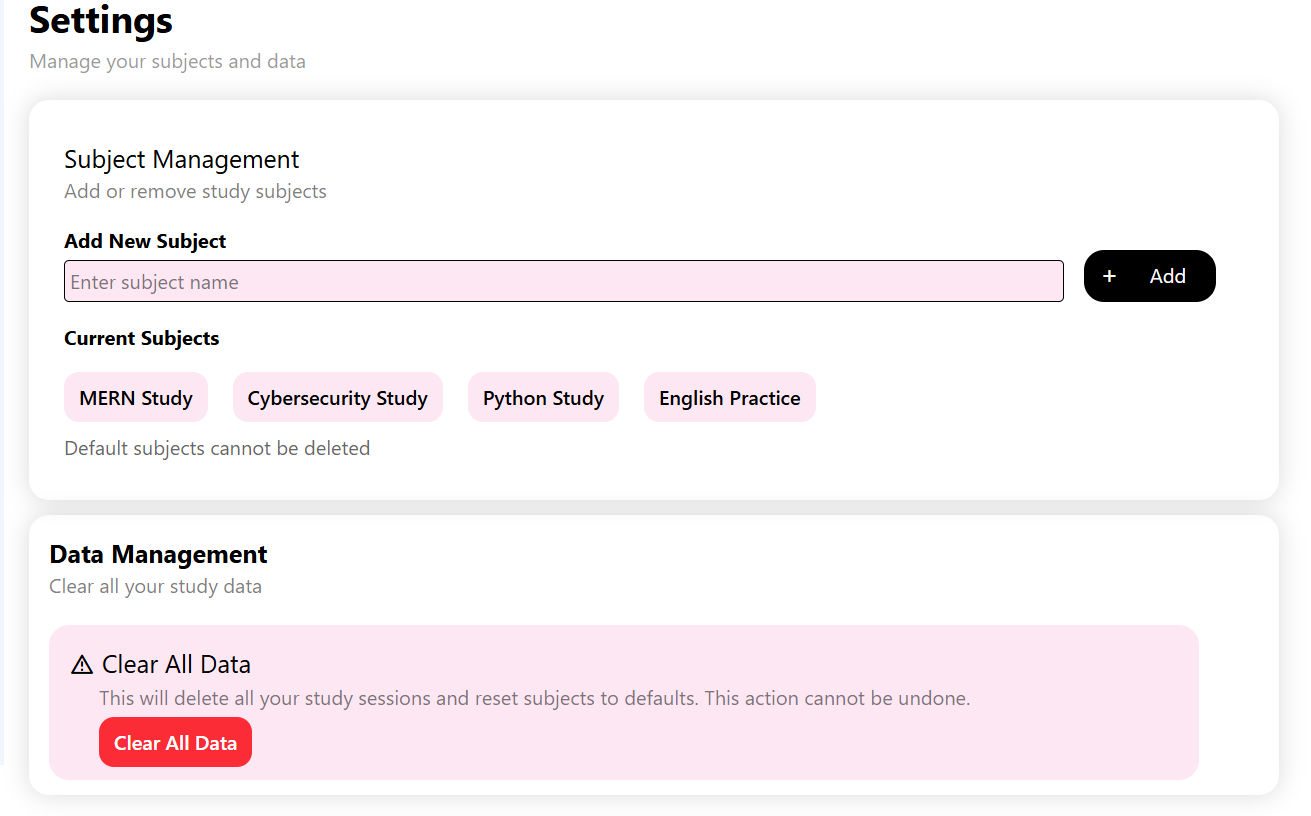 Settings
Manage your subjects and data
Subject Management
Add or remove study subjects
Add New Subject
Enter subject name
+ Add
Current Subjects
MERN Study Cybersecurity Study Python Study English Practice
Default subjects cannot be deleted
Data Management
Clear all your study data
Clear All Data
This will delete all your study sessions and reset subjects to defaults. This action cannot be undone.
Clear All Data